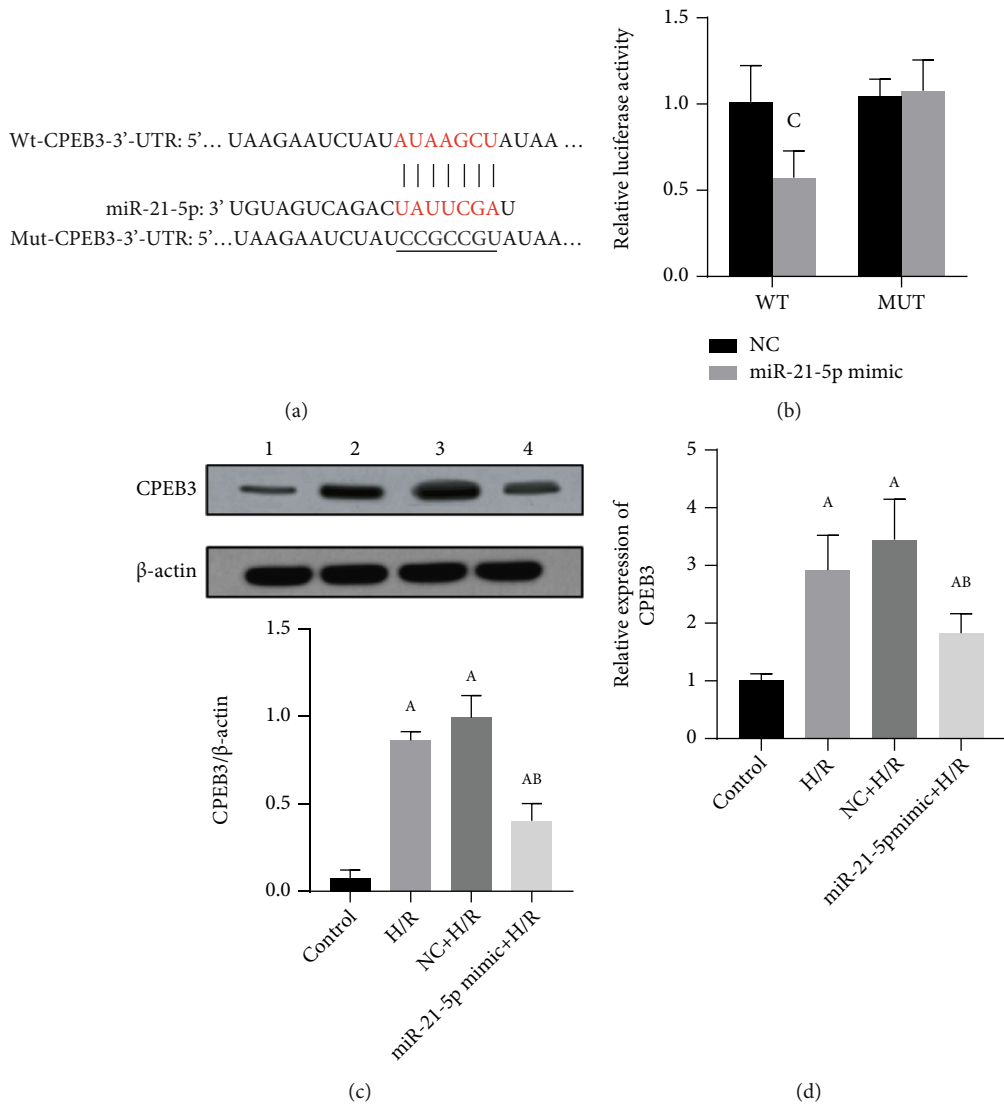 Wt-CPEB3-3'-UTR: 5'... UAAGAAUCUAUAUAAGCUAUAA ...
miR-21-5p: 3' UGUAGUCAGACUAUUCGAU
Mut-CPEB3-3'-UTR: 5'...UAAGAAUCUAUCCGCCGUAUAA...
(a)
Relative luciferase activity
1.5
1.0
0.5
0.0
C
WT
MUT
NC
miR-21-5p mimic
(b)
1 2 3 4
CPEB3
β-actin
CPEB3/β-actin
1.5
1.0
0.5
0.0
A
A
AB
Control
H/R
NC+H/R
miR-21-5p mimic+H/R
(c)
Relative expression of
CPEB3
5
4
3
2
1
0
A
A
AB
Control
H/R
NC+H/R
miR-21-5pmimic+H/R
(d)